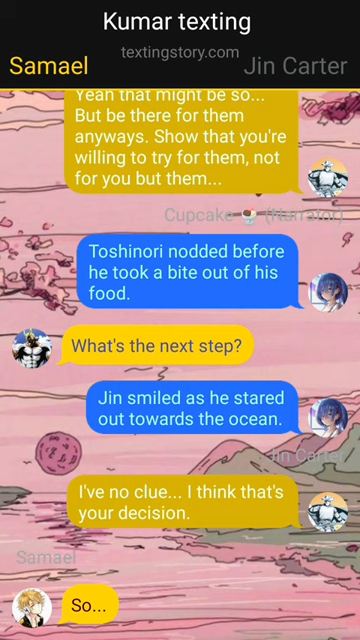 Kumar texting
textingstory.com
Samael
Jin Carter
Yeah that might be so...
But be there for them
anyways. Show that you're
willing to try for them, not
for you but them...
Cupcake 🍨 (Narrator)
Toshinori nodded before
he took a bite out of his
food.
What's the next step?
Jin smiled as he stared
out towards the ocean.
Jin Carter
I've no clue... I think that's
your decision.
Samael
So...